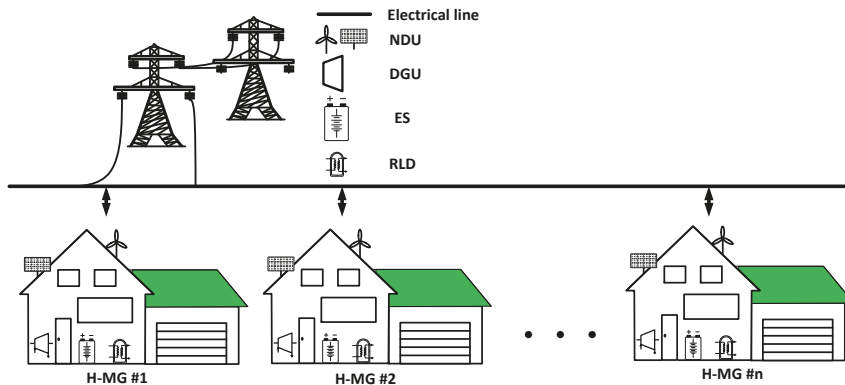 Electrical line
NDU
DGU
ES
RLD
H-MG #1
H-MG #2
H-MG #n